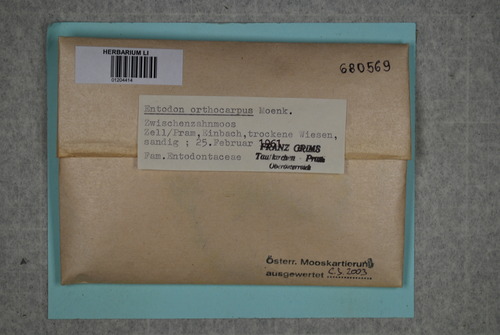 HERBARIUM LI
01204414
680569
Entodon orthocarpus Moenk.
Zwischenzahnmoos
Zell/Pram, Einbach, trockene Wiesen,
sandig ; 25.Februar 1961
Fam. Entodontaceae
FRANZ GRIMS
Taufkirchen - Pram
Oberösterreich
Österr. Mooskartierung
ausgewertet C.S. 2003